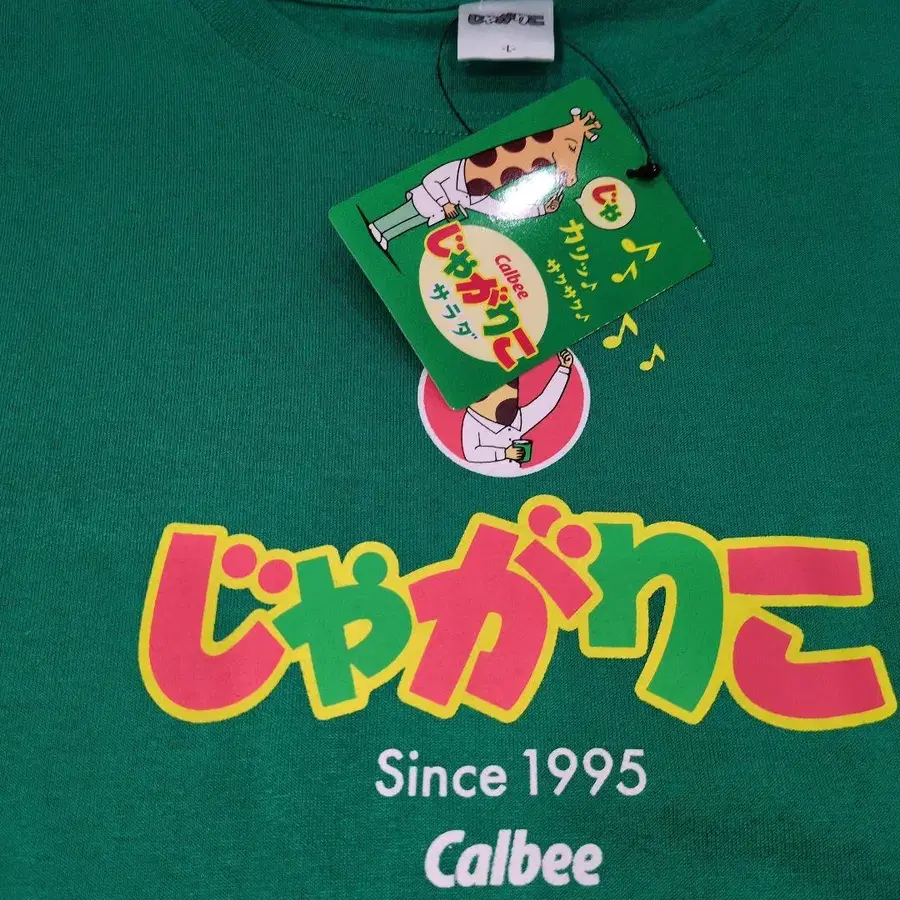 じゃがりこ
-L-
じゃ
カリッ♪
サクサク♪
Calbee
じゃがりこ
サラダ
じゃがりこ
Since 1995
Calbee